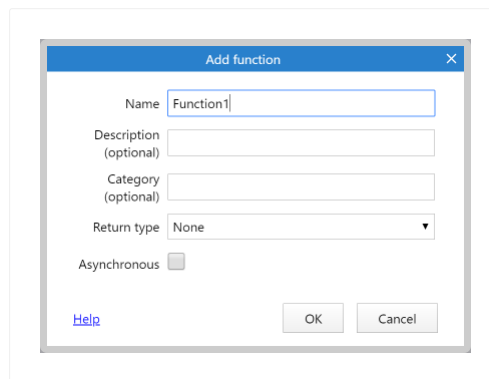 Add function
Name Function1
Description
(optional)
Category
(optional)
Return type None
Asynchronous
Help OK Cancel